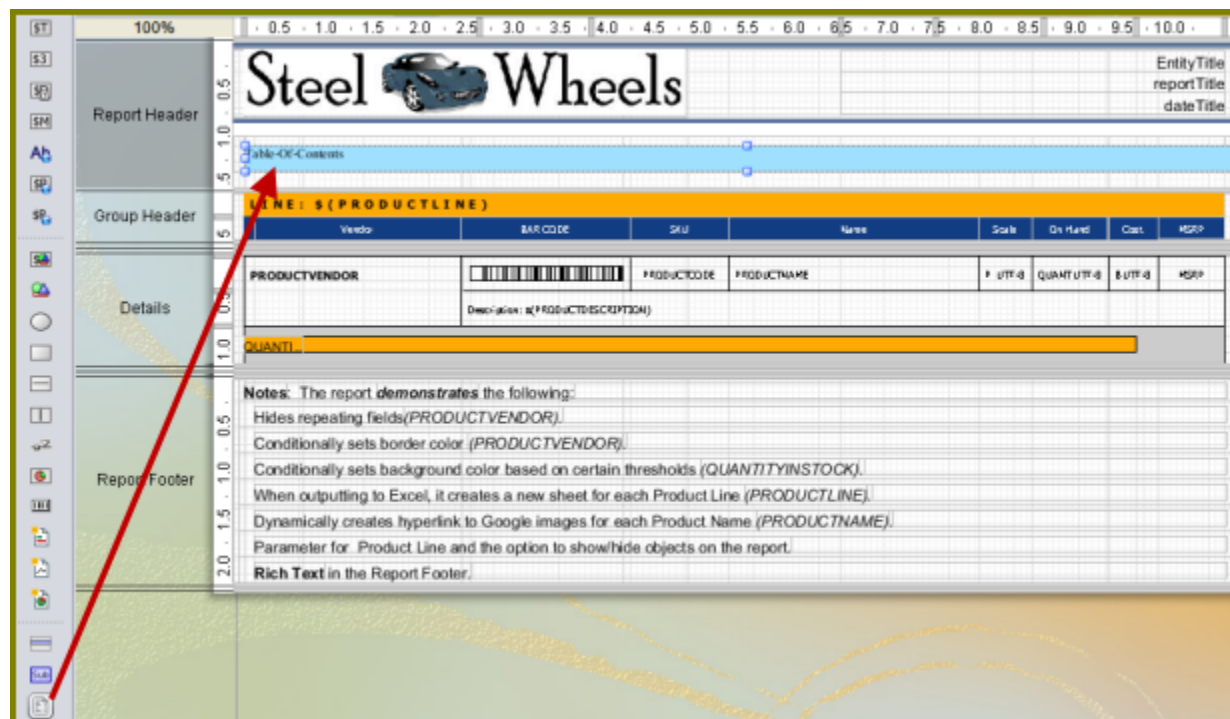 100%
0.5 1.0 1.5 2.0 2.5 3.0 3.5 4.0 4.5 5.0 5.5 6.0 6.5 7.0 7.5 8.0 8.5 9.0 9.5 10.0
Report Header
Steel Wheels
EntityTitle
reportTitle
dateTitle
Table-Of-Contents
Group Header
LINE: $(PRODUCTLINE)
Vendor BAR CODE SKU Name Scale On Hand Cost MSRP
Details
PRODUCTVENDOR PRODUCTCODE PRODUCTNAME UTF-8 QUANT UTF-8 B UTF-8 MSRP
Description: $(PRODUCTDESCRIPTION)
QUANTI...
Report Footer
Notes: The report demonstrates the following:
Hides repeating fields(PRODUCTVENDOR).
Conditionally sets border color (PRODUCTVENDOR).
Conditionally sets background color based on certain thresholds (QUANTITYINSTOCK).
When outputting to Excel, it creates a new sheet for each Product Line (PRODUCTLINE).
Dynamically creates hyperlink to Google images for each Product Name (PRODUCTNAME).
Parameter for Product Line and the option to show/hide objects on the report.
Rich Text in the Report Footer.